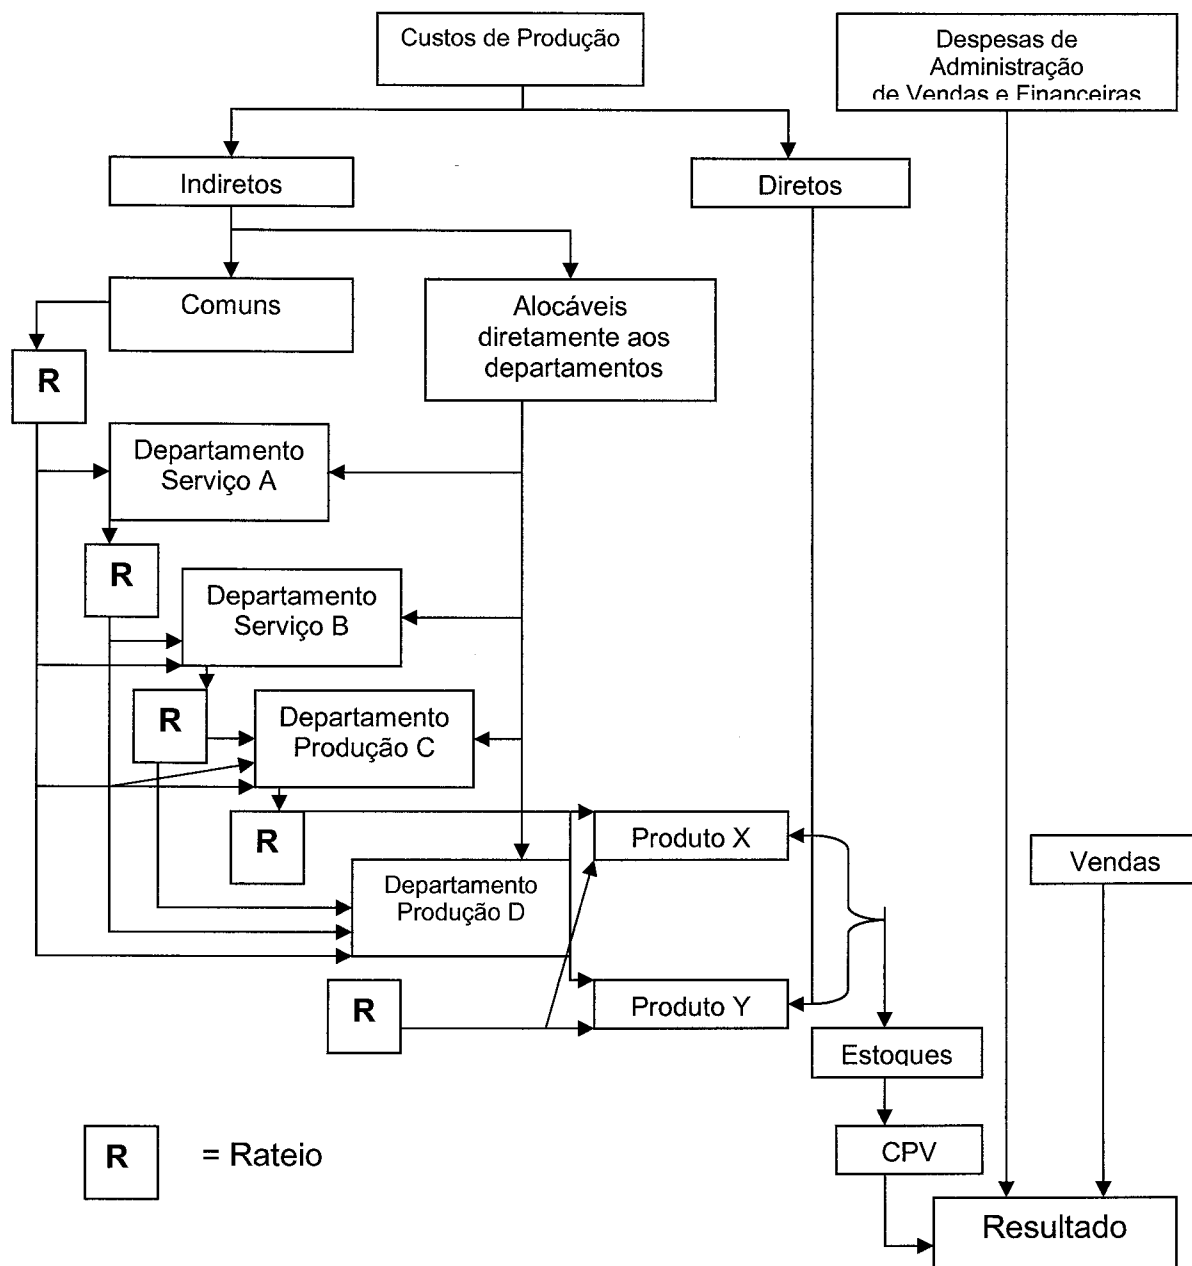 Custos de Produção
Despesas de
Administração
de Vendas e Financeiras
Indiretos
Diretos
Comuns
Alocáveis
diretamente aos
departamentos
R
Departamento
Serviço A
R
Departamento
Serviço B
R
Departamento
Produção C
R
Produto X
Vendas
Departamento
Produção D
R
Produto Y
Estoques
R
= Rateio
CPV
Resultado